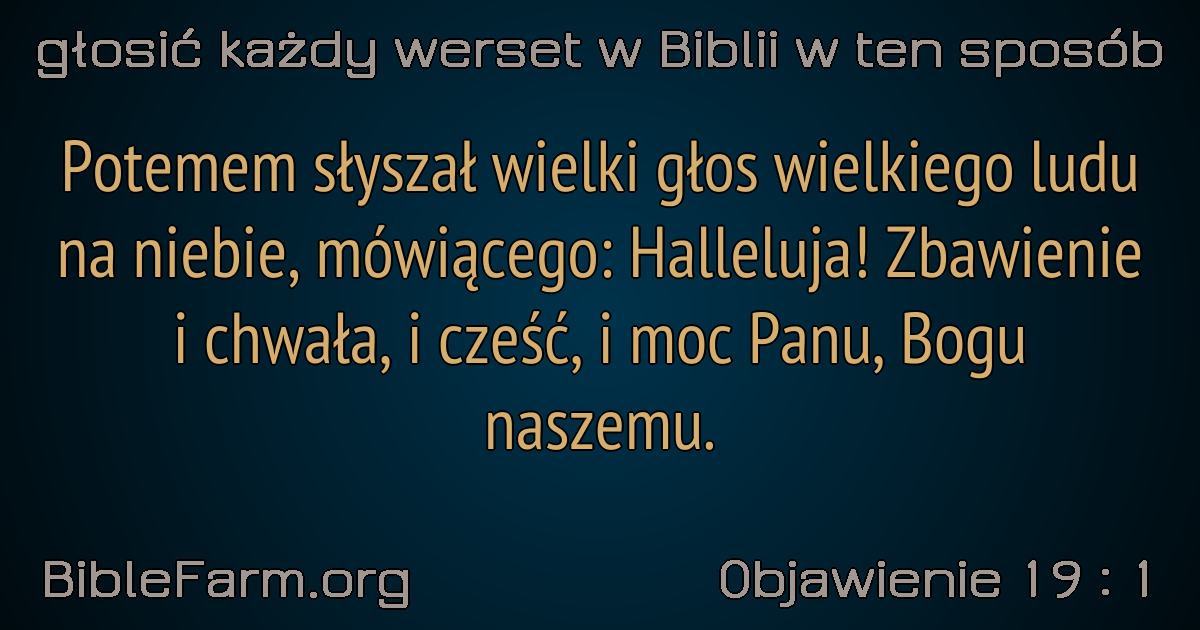 głosić każdy werset w Biblii w ten sposób
Potemem słyszał wielki głos wielkiego ludu
na niebie, mówiącego: Halleluja! Zbawienie
i chwała, i cześć, i moc Panu, Bogu
naszemu.
BibleFarm.org
Objawienie 19 : 1